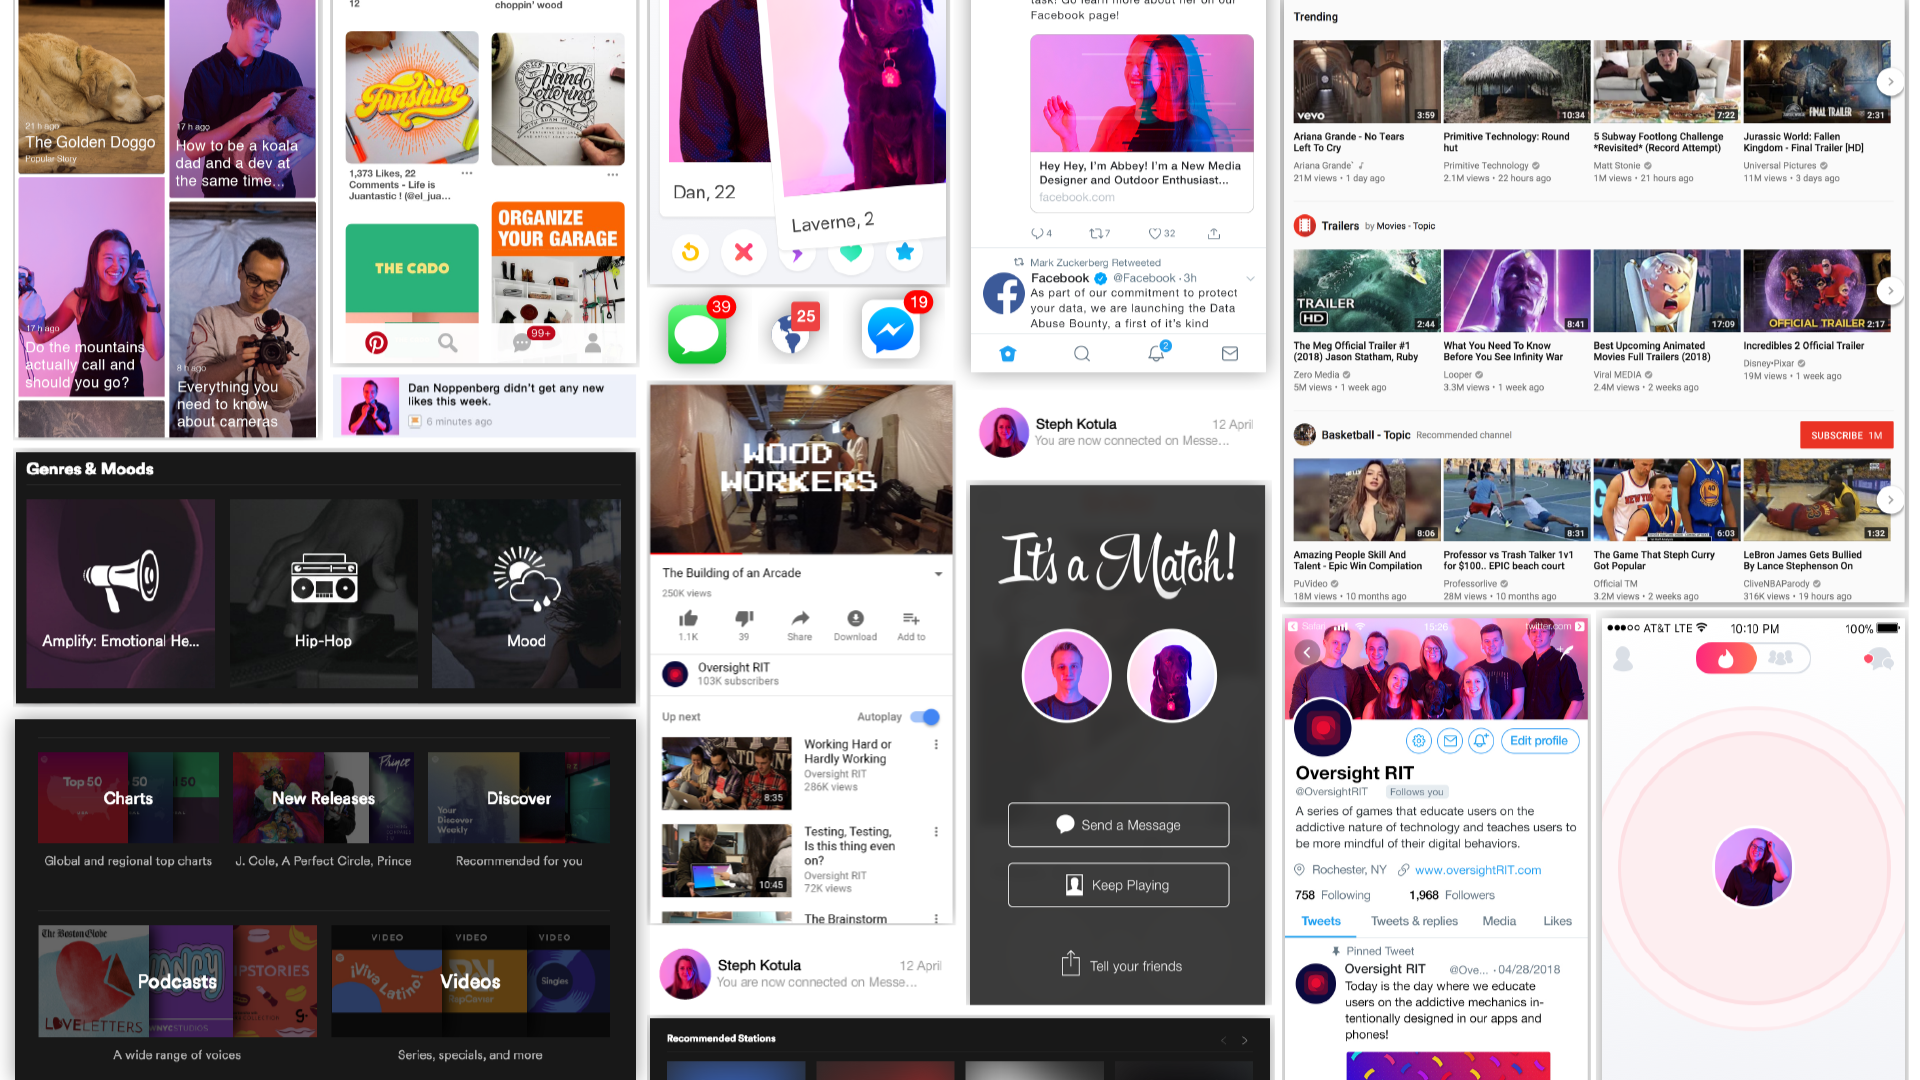 21 h ago
The Golden Doggo
Popular Story
17 h ago
How to be a koala
dad and a dev at
the same time...
17 h ago
Do the mountains
actually call and
should you go?
8 h ago
Everything you
need to know
about cameras
12
choppin' wood
Funshine
Hand
Lettering
1,373 Likes, 22
Comments - Life is
Juantastic ! (@el_jua...
THE CADO
ORGANIZE
YOUR GARAGE
99+
Dan Noppenberg didn't get any new
likes this week.
6 minutes ago
Genres & Moods
Amplify: Emotional He...
Hip-Hop
Mood
Top 50
50
50
Charts
Global and regional top charts
New Releases
Prince
J. Cole, A Perfect Circle, Prince
Your
Discover
Weekly
Discover
Recommended for you
The Boston Globe
LOVE LETTERS
WNYC STUDIOS
Podcasts
A wide range of voices
VIDEO
VIDEO
VIDEO
¡Viva Latino!
RapCaviar
Singles
Videos
Series, specials, and more
Dan, 22
Laverne, 2
39
25
19
WOOD
WORKERS
The Building of an Arcade
250K views
1.1K
39
Share
Download
Add to
Oversight RIT
103K subscribers
Up next
Autoplay
Working Hard or
Hardly Working
Oversight RIT
286K views
8:35
Testing, Testing,
Is this thing even
on?
Oversight RIT
72K views
10:45
The Brainstorm
Steph Kotula
12 April
You are now connected on Messe...
Recommended Stations
task! Go learn more about her on our
Facebook page!
Hey Hey, I'm Abbey! I'm a New Media
Designer and Outdoor Enthusiast...
facebook.com
4
7
32
Mark Zuckerberg Retweeted
Facebook @Facebook · 3h
As part of our commitment to protect
your data, we are launching the Data
Abuse Bounty, a first of it's kind
2
Steph Kotula
12 April
You are now connected on Messe...
It's a Match!
Send a Message
Keep Playing
Tell your friends
Trending
vevo
3:59
Ariana Grande - No Tears
Left To Cry
Ariana Grande
21M views • 1 day ago
10:34
Primitive Technology: Round
hut
Primitive Technology
2.1M views • 22 hours ago
7:22
5 Subway Footlong Challenge
*Revisited* (Record Attempt)
Matt Stonie
1M views • 21 hours ago
FINAL TRAILER
2:31
Jurassic World: Fallen
Kingdom - Final Trailer [HD]
Universal Pictures
11M views • 3 days ago
Trailers by Movies - Topic
TRAILER
HD
2:44
The Meg Official Trailer #1
(2018) Jason Statham, Ruby
Zero Media
5M views • 1 week ago
8:41
What You Need To Know
Before You See Infinity War
Looper
3.3M views • 1 week ago
17:09
Best Upcoming Animated
Movies Full Trailers (2018)
Viral MEDIA
2.4M views • 2 weeks ago
OFFICIAL TRAILER
2:17
Incredibles 2 Official Trailer
Disney•Pixar
19M views • 1 week ago
Basketball - Topic Recommended channel
SUBSCRIBE 1M
8:06
Amazing People Skill And
Talent - Epic Win Compilation
PuVideo
18M views • 10 months ago
8:31
Professor vs Trash Talker 1v1
for $100.. EPIC beach court
Professorlive
28M views • 10 months ago
NEW YORK
6:03
The Game That Steph Curry
Got Popular
Official TM
3.2M views • 2 weeks ago
1:32
LeBron James Gets Bullied
By Lance Stephenson On
CliveNBAParody
316K views • 19 hours ago
Safari
15:26
twitter.com
Edit profile
Oversight RIT
@OversightRIT
Follows you
A series of games that educate users on the
addictive nature of technology and teaches users to
be more mindful of their digital behaviors.
Rochester, NY
www.oversightRIT.com
758 Following
1,968 Followers
Tweets
Tweets & replies
Media
Likes
Pinned Tweet
Oversight RIT @Ove... · 04/28/2018
Today is the day where we educate
users on the addictive mechanics in-
tentionally designed in our apps and
phones!
AT&T LTE
10:10 PM
100%